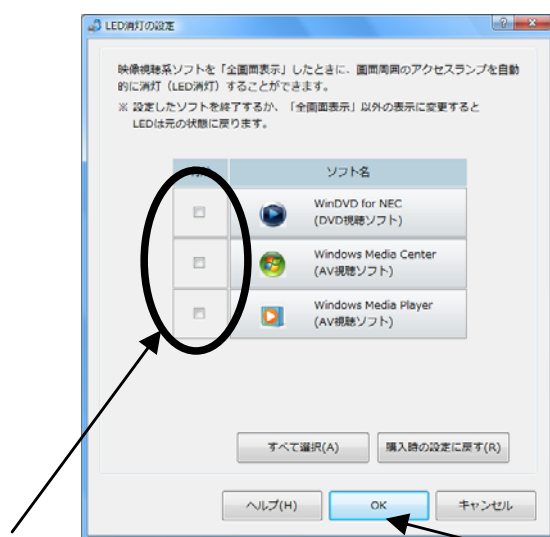 LED消灯の設定
映像視聴系ソフトを「全画面表示」したときに、画面周囲のアクセスランプを自動
的に消灯（LED消灯）することができます。
※ 設定したソフトを終了するか、「全画面表示」以外の表示に変更すると
LEDは元の状態に戻ります。
ソフト名
WinDVD for NEC
(DVD視聴ソフト)
Windows Media Center
(AV視聴ソフト)
Windows Media Player
(AV視聴ソフト)
すべて選択(A)
購入時の設定に戻す(R)
ヘルプ(H)
OK
キャンセル